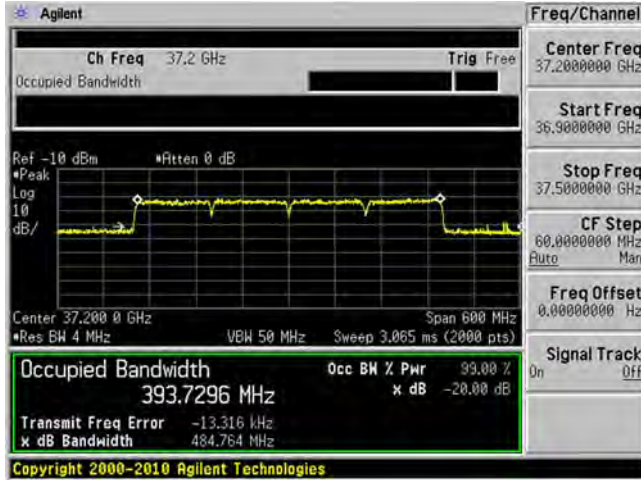 Agilent
Freq/Channel
Ch Freq 37.2 GHz Trig Free
Occupied Bandwidth
Center Freq
37.2000000 GHz
Start Freq
36.9000000 GHz
Stop Freq
37.5000000 GHz
CF Step
60.0000000 MHz
Auto Man
Freq Offset
0.00000000 Hz
Signal Track
On Off
Ref -10 dBm *Atten 0 dB
*Peak
Log
10
dB/
Center 37.200 0 GHz Span 600 MHz
*Res BW 4 MHz VBW 50 MHz Sweep 3.065 ms (2000 pts)
Occupied Bandwidth Occ BW % Pwr 99.00 %
393.7296 MHz x dB -20.00 dB
Transmit Freq Error -13.316 kHz
x dB Bandwidth 484.764 MHz
Copyright 2000-2010 Agilent Technologies